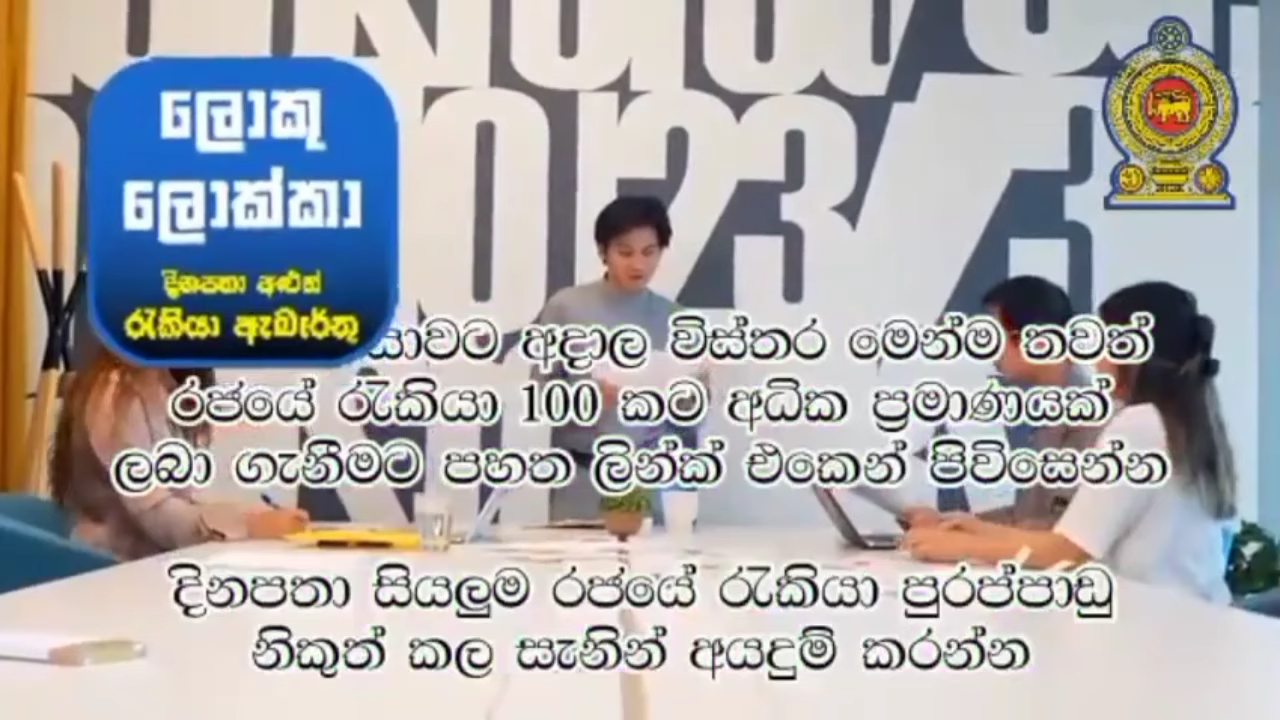 ලොකු
ලොක්කා
දිනපතා අළුත්
රැකියා ඇබෑර්තු
සාවට අදාල විස්තර මෙන්ම තවත්
රජයේ රැකියා 100 කට අධික ප්‍රමාණයක්
ලබා ගැනීමට පහත ලින්ක් එකෙන් පිවිසෙන්න
දිනපතා සියලුම රජයේ රැකියා පුරප්පාඩු
නිකුත් කල සැනින් අයදුම් කරන්න